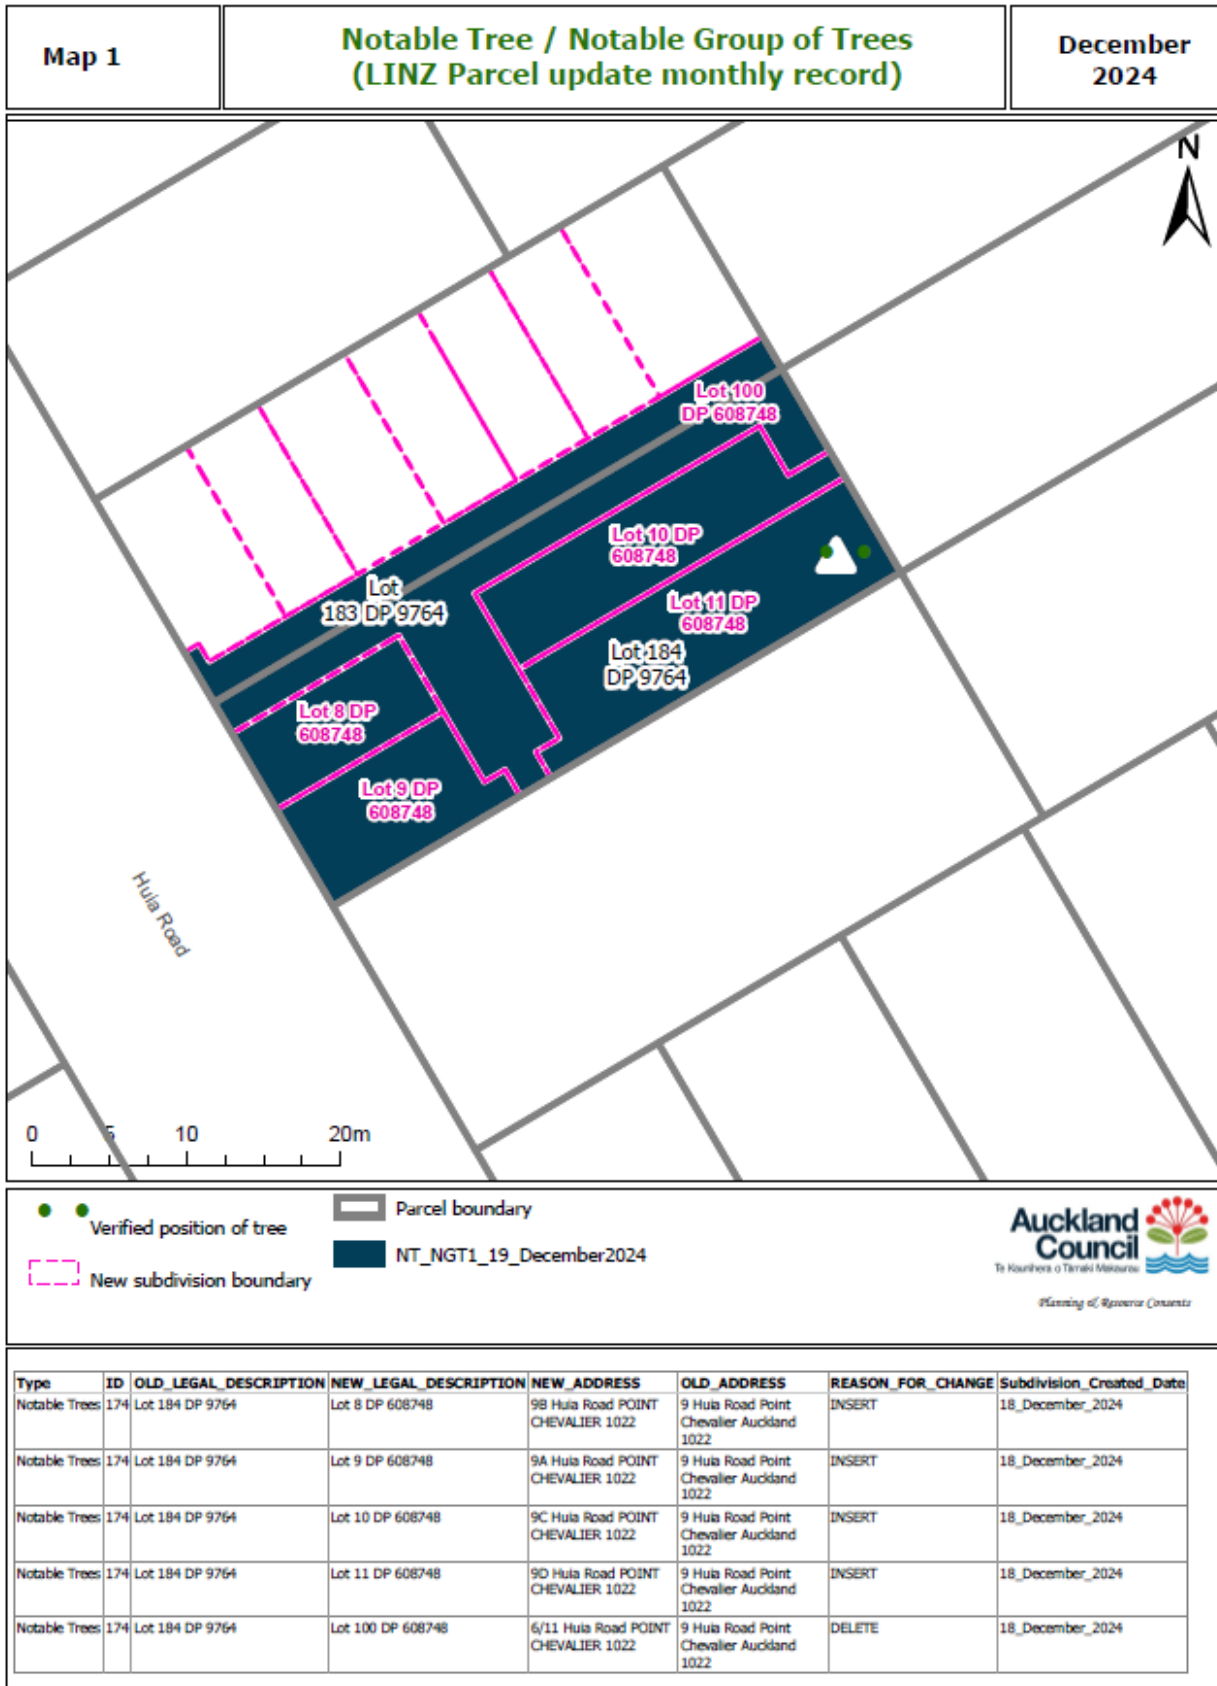 Map 1
Notable Tree / Notable Group of Trees
(LINZ Parcel update monthly record)
December
2024
N
Lot 100
DP 608748
Lot 10 DP
608748
Lot
183 DP 9764
Lot 11 DP
608748
Lot 184
DP 9764
Lot 8 DP
608748
Lot 9 DP
608748
Huia Road
0 5 10 20m
Verified position of tree
New subdivision boundary
Parcel boundary
NT_NGT1_19_December2024
Auckland
Council
Te Kaunihera o Tāmaki Makaurau
Planning & Resource Consents
Type ID OLD_LEGAL_DESCRIPTION NEW_LEGAL_DESCRIPTION NEW_ADDRESS OLD_ADDRESS REASON_FOR_CHANGE Subdivision_Created_Date
Notable Trees 174 Lot 184 DP 9764 Lot 8 DP 608748 9B Huia Road POINT 9 Huia Road Point INSERT 18_December_2024
CHEVALIER 1022 Chevalier Auckland
1022
Notable Trees 174 Lot 184 DP 9764 Lot 9 DP 608748 9A Huia Road POINT 9 Huia Road Point INSERT 18_December_2024
CHEVALIER 1022 Chevalier Auckland
1022
Notable Trees 174 Lot 184 DP 9764 Lot 10 DP 608748 9C Huia Road POINT 9 Huia Road Point INSERT 18_December_2024
CHEVALIER 1022 Chevalier Auckland
1022
Notable Trees 174 Lot 184 DP 9764 Lot 11 DP 608748 9D Huia Road POINT 9 Huia Road Point INSERT 18_December_2024
CHEVALIER 1022 Chevalier Auckland
1022
Notable Trees 174 Lot 184 DP 9764 Lot 100 DP 608748 6/11 Huia Road POINT 9 Huia Road Point DELETE 18_December_2024
CHEVALIER 1022 Chevalier Auckland
1022